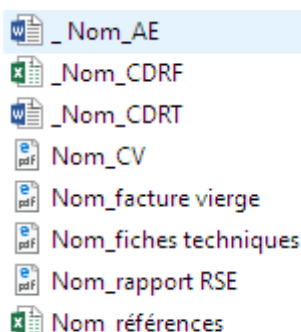 _ Nom_AE
_Nom_CDRF
_Nom_CDRT
Nom_CV
Nom_facture vierge
Nom_fiches techniques
Nom_rapport RSE
Nom_références